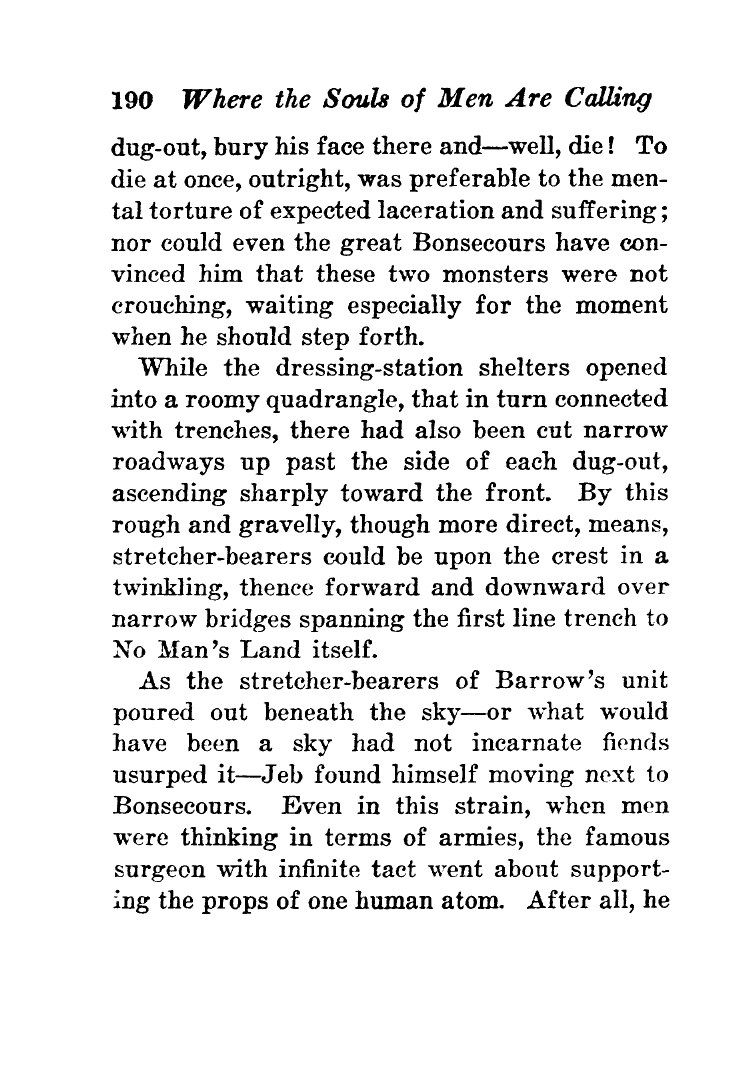 190 Where the Souls of Men Are Calling
dug-out, bury his face there and—well, die! To
die at once, outright, was preferable to the men-
tal torture of expected laceration and suffering;
nor could even the great Bonsecours have con-
vinced him that these two monsters were not
crouching, waiting especially for the moment
when he should step forth.
While the dressing-station shelters opened
into a roomy quadrangle, that in turn connected
with trenches, there had also been cut narrow
roadways up past the side of each dug-out,
ascending sharply toward the front. By this
rough and gravelly, though more direct, means,
stretcher-bearers could be upon the crest in a
twinkling, thence forward and downward over
narrow bridges spanning the first line trench to
No Man's Land itself.
As the stretcher-bearers of Barrow's unit
poured out beneath the sky—or what would
have been a sky had not incarnate fiends
usurped it—Jeb found himself moving next to
Bonsecours. Even in this strain, when men
were thinking in terms of armies, the famous
surgeon with infinite tact went about support-
ing the props of one human atom. After all, he